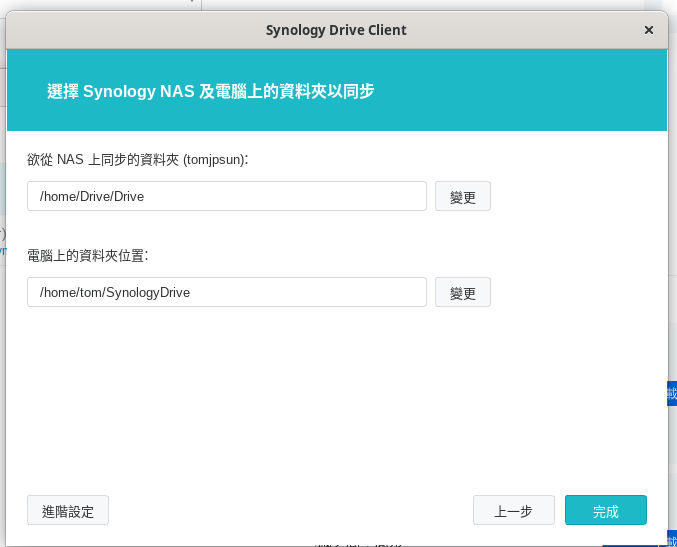 Synology Drive Client
選擇 Synology NAS 及電腦上的資料夾以同步
欲從 NAS 上同步的資料夾 (tomjpsun):
/home/Drive/Drive
變更
電腦上的資料夾位置:
/home/tom/SynologyDrive
變更
載
進階設定
上一步
完成
載